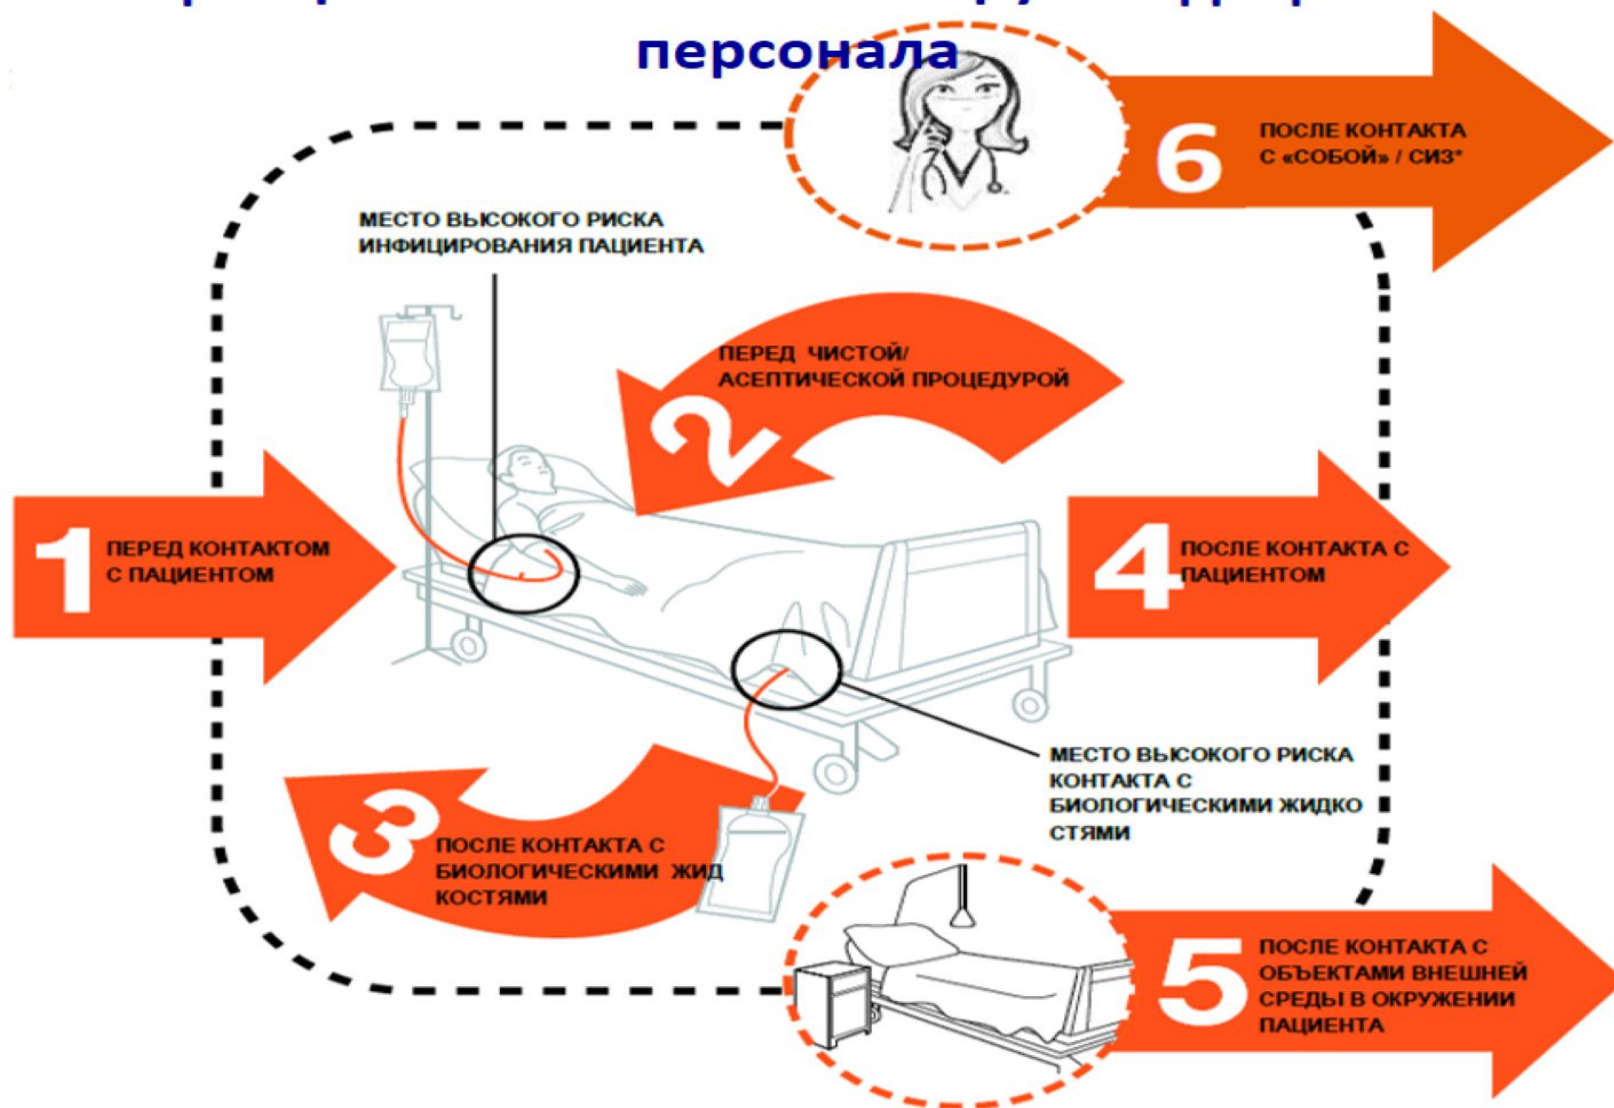 персонала
6
ПОСЛЕ КОНТАКТА
С «СОБОЙ» / СИЗ*
МЕСТО ВЫСОКОГО РИСКА
ИНФИЦИРОВАНИЯ ПАЦИЕНТА
2
ПЕРЕД ЧИСТОЙ/
АСЕПТИЧЕСКОЙ ПРОЦЕДУРОЙ
1
ПЕРЕД КОНТАКТОМ
С ПАЦИЕНТОМ
4
ПОСЛЕ КОНТАКТА С
ПАЦИЕНТОМ
МЕСТО ВЫСОКОГО РИСКА
КОНТАКТА С
БИОЛОГИЧЕСКИМИ ЖИДКО
СТЯМИ
3
ПОСЛЕ КОНТАКТА С
БИОЛОГИЧЕСКИМИ ЖИД
КОСТЯМИ
5
ПОСЛЕ КОНТАКТА С
ОБЪЕКТАМИ ВНЕШНЕЙ
СРЕДЫ В ОКРУЖЕНИИ
ПАЦИЕНТА